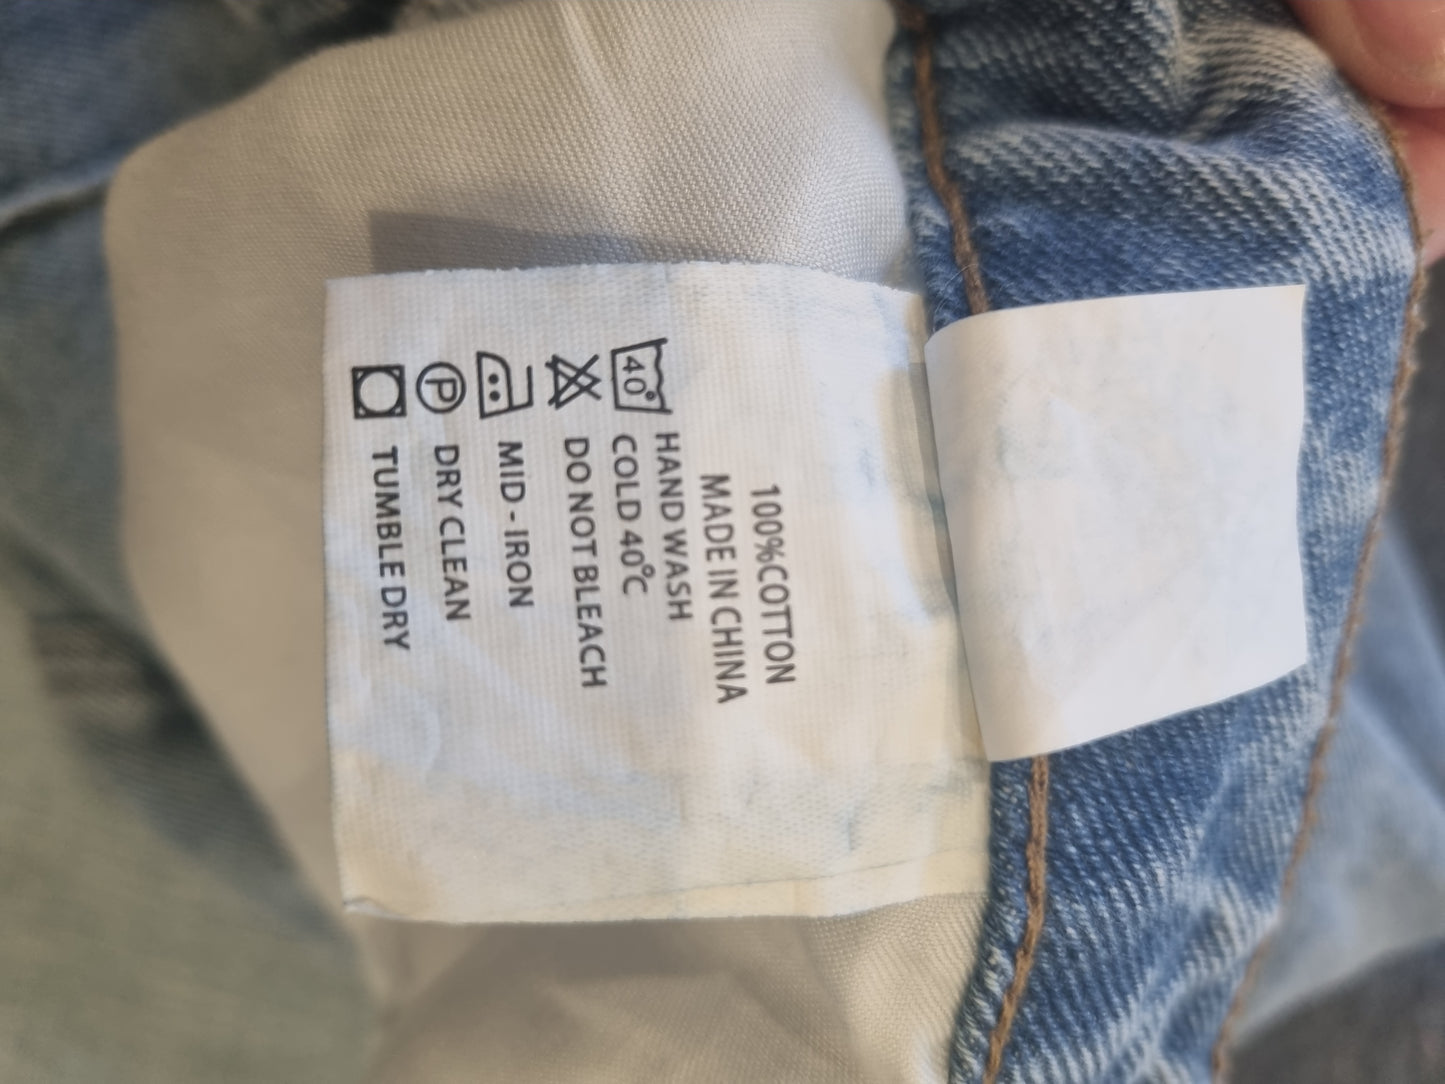 100%COTTON
MADE IN CHINA
HAND WASH
40° COLD 40°C
DO NOT BLEACH
MID - IRON
P DRY CLEAN
TUMBLE DRY